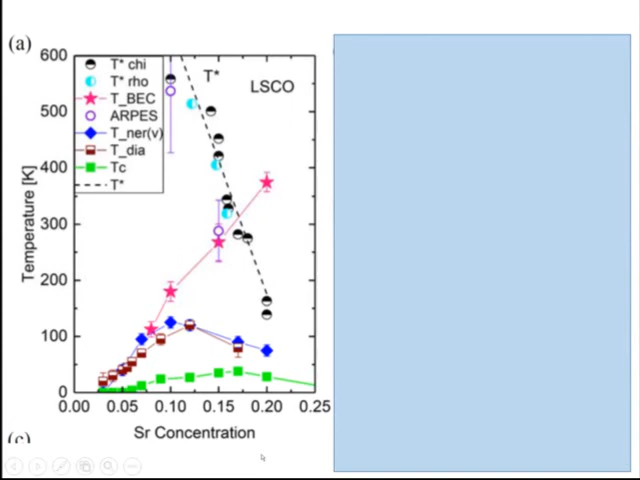 (a)
600
500
400
300
200
100
0
Temperature [K]
T* chi
T* rho
T_BEC
ARPES
T_ner(v)
T_dia
Tc
T*
T*
LSCO
0.00 0.05 0.10 0.15 0.20 0.25
Sr Concentration
(c)